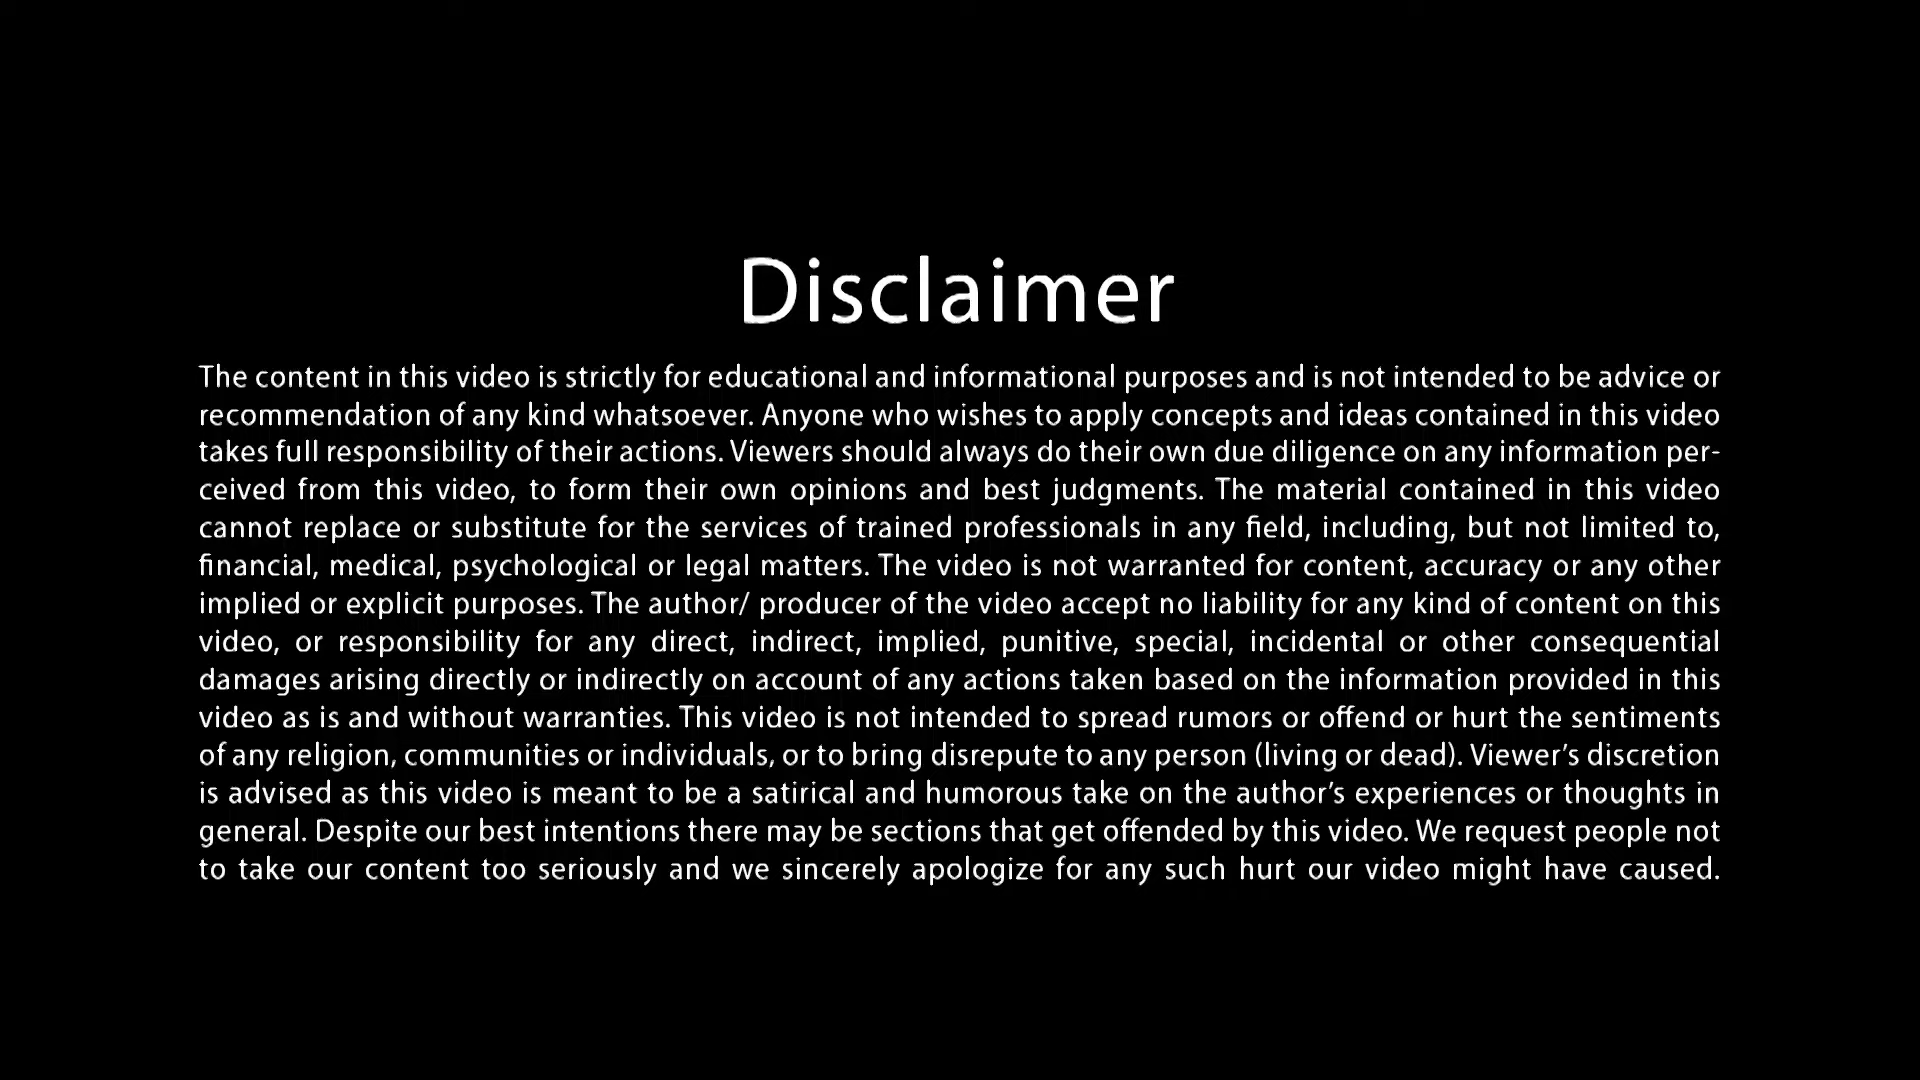 Disclaimer
The content in this video is strictly for educational and informational purposes and is not intended to be advice or
recommendation of any kind whatsoever. Anyone who wishes to apply concepts and ideas contained in this video
takes full responsibility of their actions. Viewers should always do their own due diligence on any information per-
ceived from this video, to form their own opinions and best judgments. The material contained in this video
cannot replace or substitute for the services of trained professionals in any field, including, but not limited to,
financial, medical, psychological or legal matters. The video is not warranted for content, accuracy or any other
implied or explicit purposes. The author/ producer of the video accept no liability for any kind of content on this
video, or responsibility for any direct, indirect, implied, punitive, special, incidental or other consequential
damages arising directly or indirectly on account of any actions taken based on the information provided in this
video as is and without warranties. This video is not intended to spread rumors or offend or hurt the sentiments
of any religion, communities or individuals, or to bring disrepute to any person (living or dead). Viewer’s discretion
is advised as this video is meant to be a satirical and humorous take on the author’s experiences or thoughts in
general. Despite our best intentions there may be sections that get offended by this video. We request people not
to take our content too seriously and we sincerely apologize for any such hurt our video might have caused.